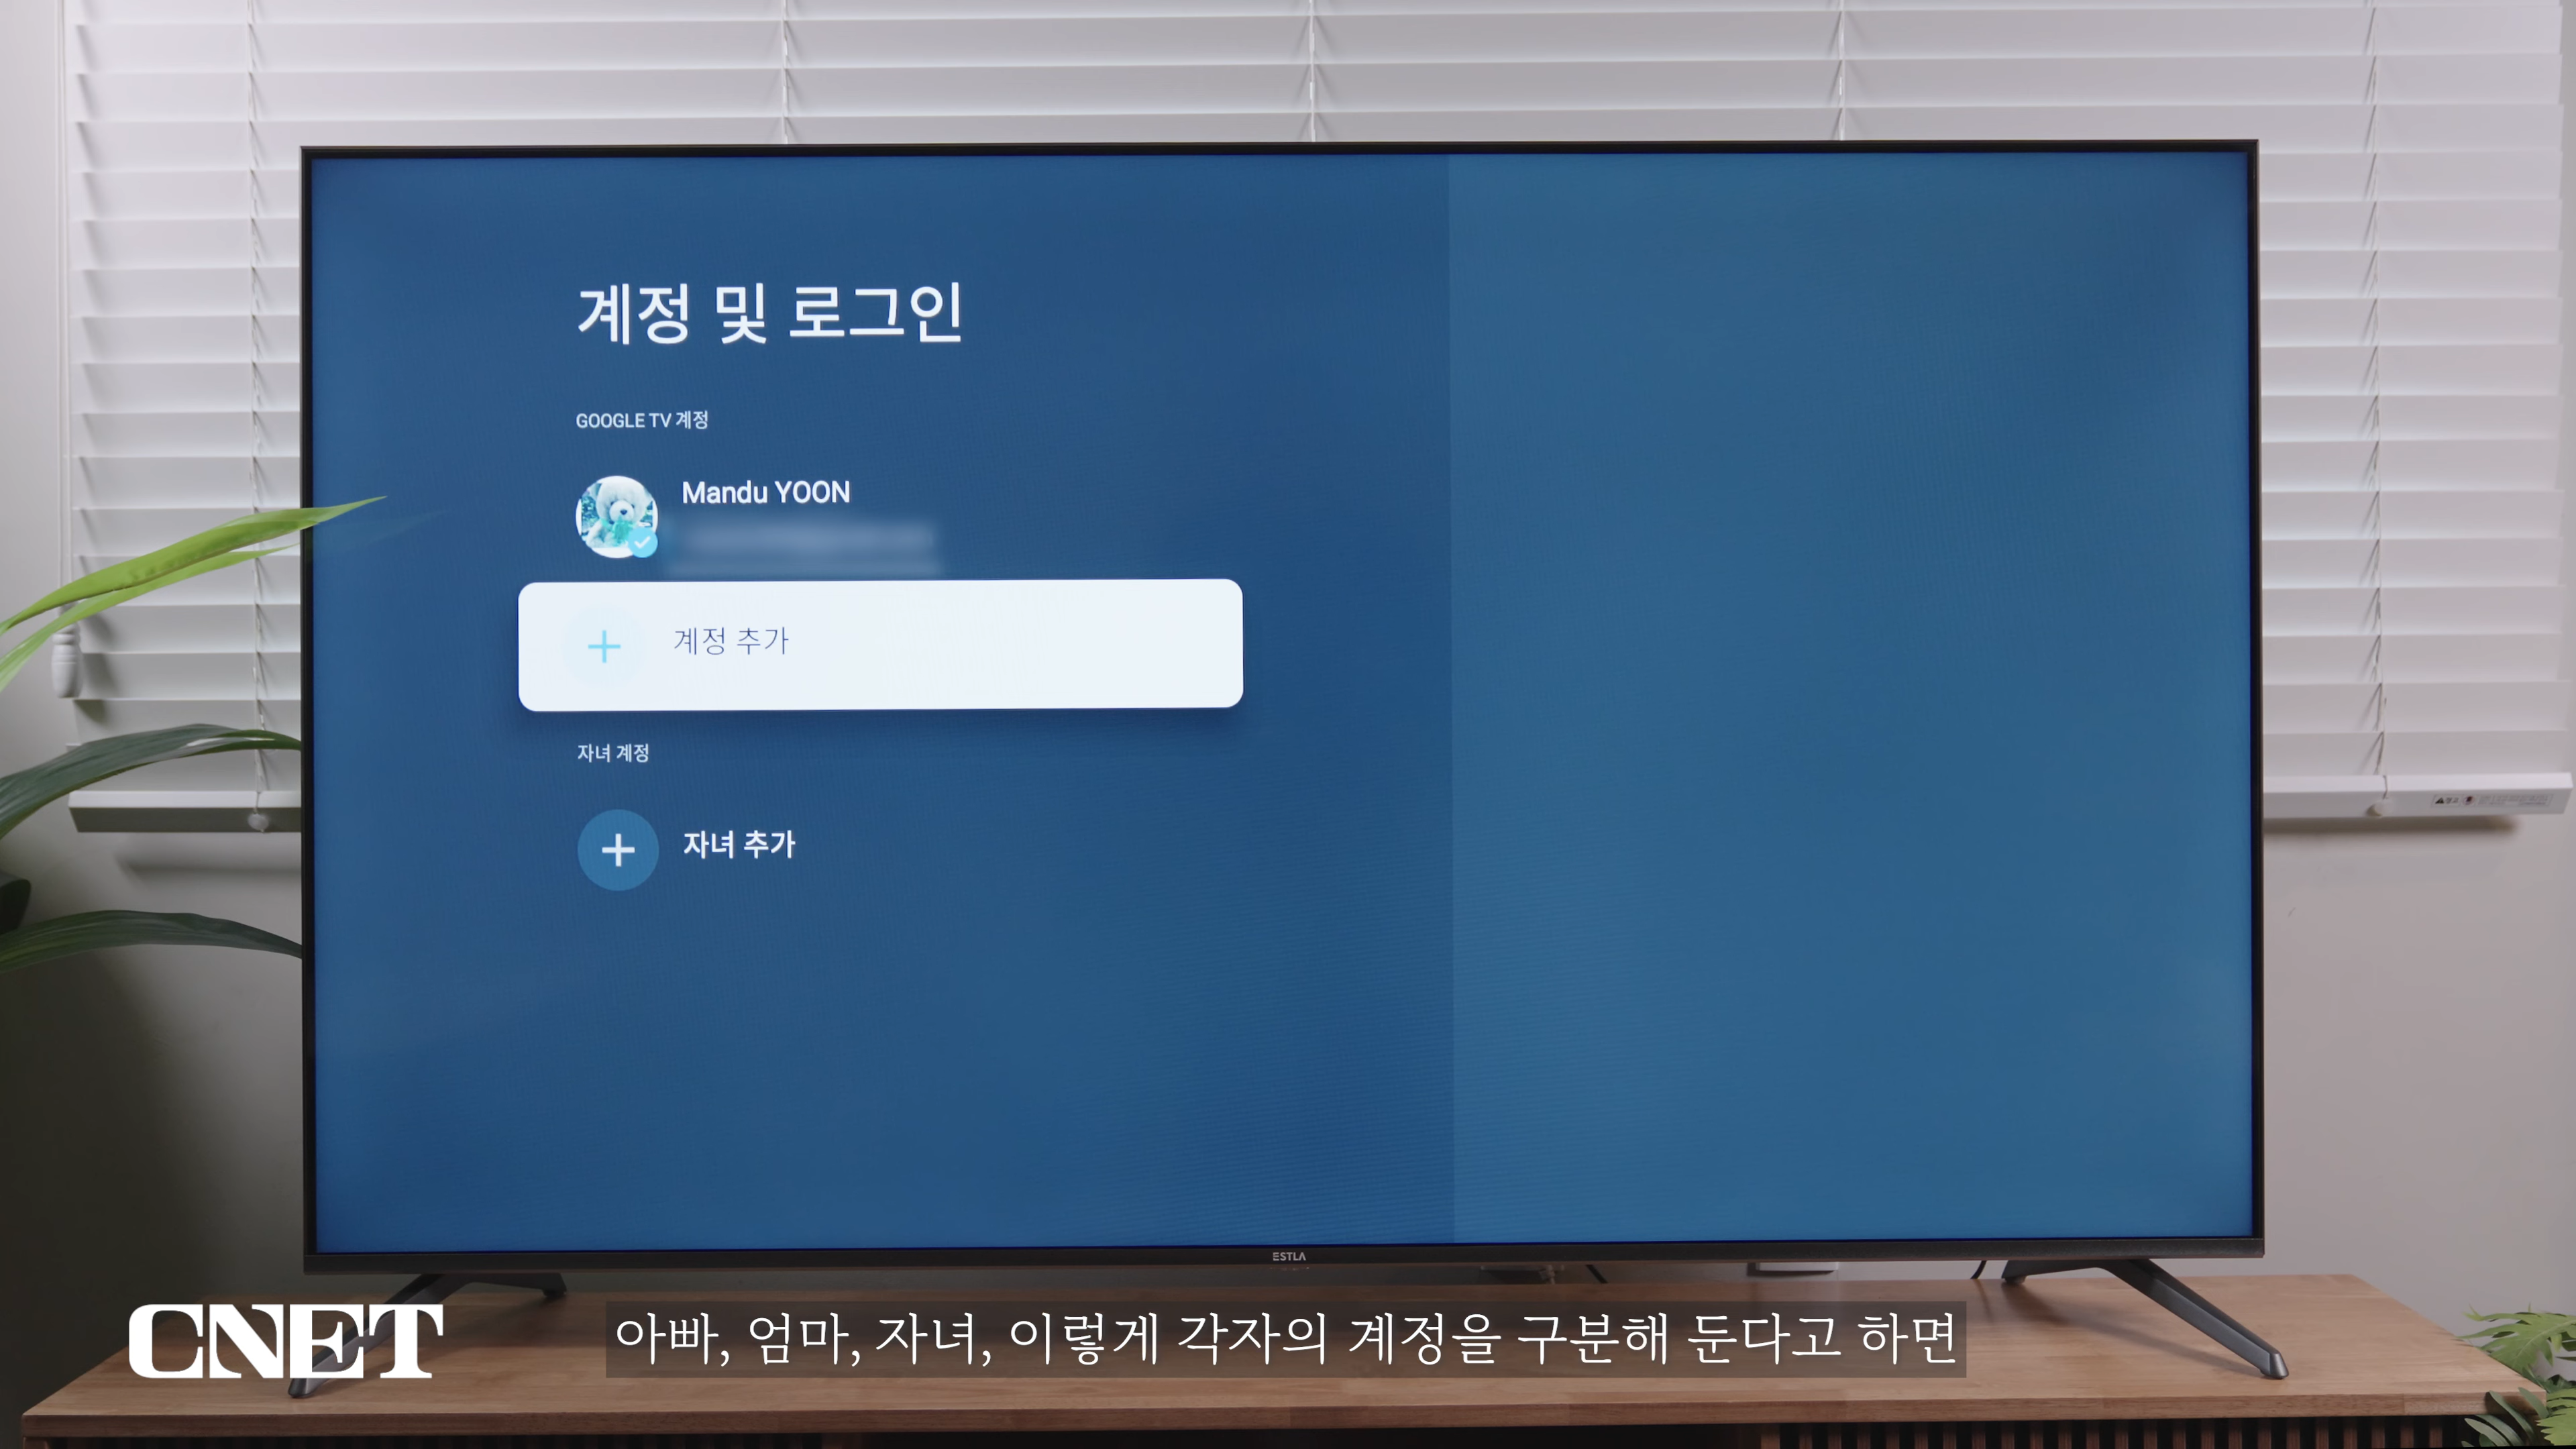 계정 및 로그인
GOOGLE TV 계정
Mandu YOON
계정 추가
자녀 계정
자녀 추가
ESTLA
CNET
아빠, 엄마, 자녀, 이렇게 각자의 계정을 구분해 둔다고 하면